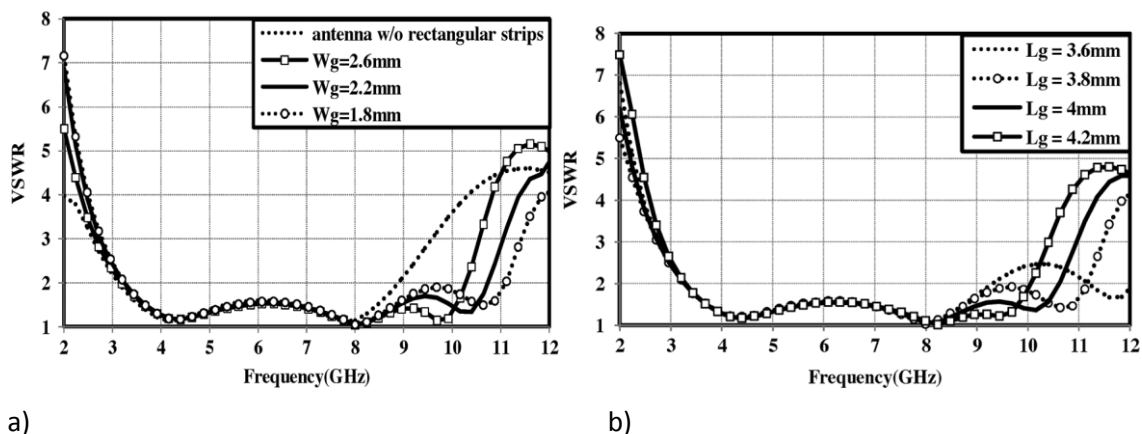 8
7
6
5
4
3
2
1
VSWR
antenna w/o rectangular strips
Wg=2.6mm
Wg=2.2mm
Wg=1.8mm
2 3 4 5 6 7 8 9 10 11 12
Frequency(GHz)
a)
8
7
6
5
4
3
2
1
VSWR
Lg = 3.6mm
Lg = 3.8mm
Lg = 4mm
Lg = 4.2mm
2 3 4 5 6 7 8 9 10 11 12
Frequency(GHz)
b)